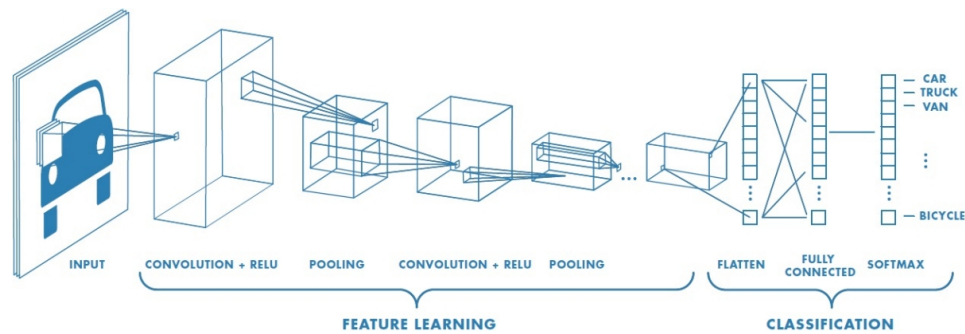 CAR
TRUCK
VAN
BICYCLE
INPUT
CONVOLUTION + RELU
POOLING
CONVOLUTION + RELU
POOLING
FLATTEN
FULLY
CONNECTED
SOFTMAX
FEATURE LEARNING
CLASSIFICATION